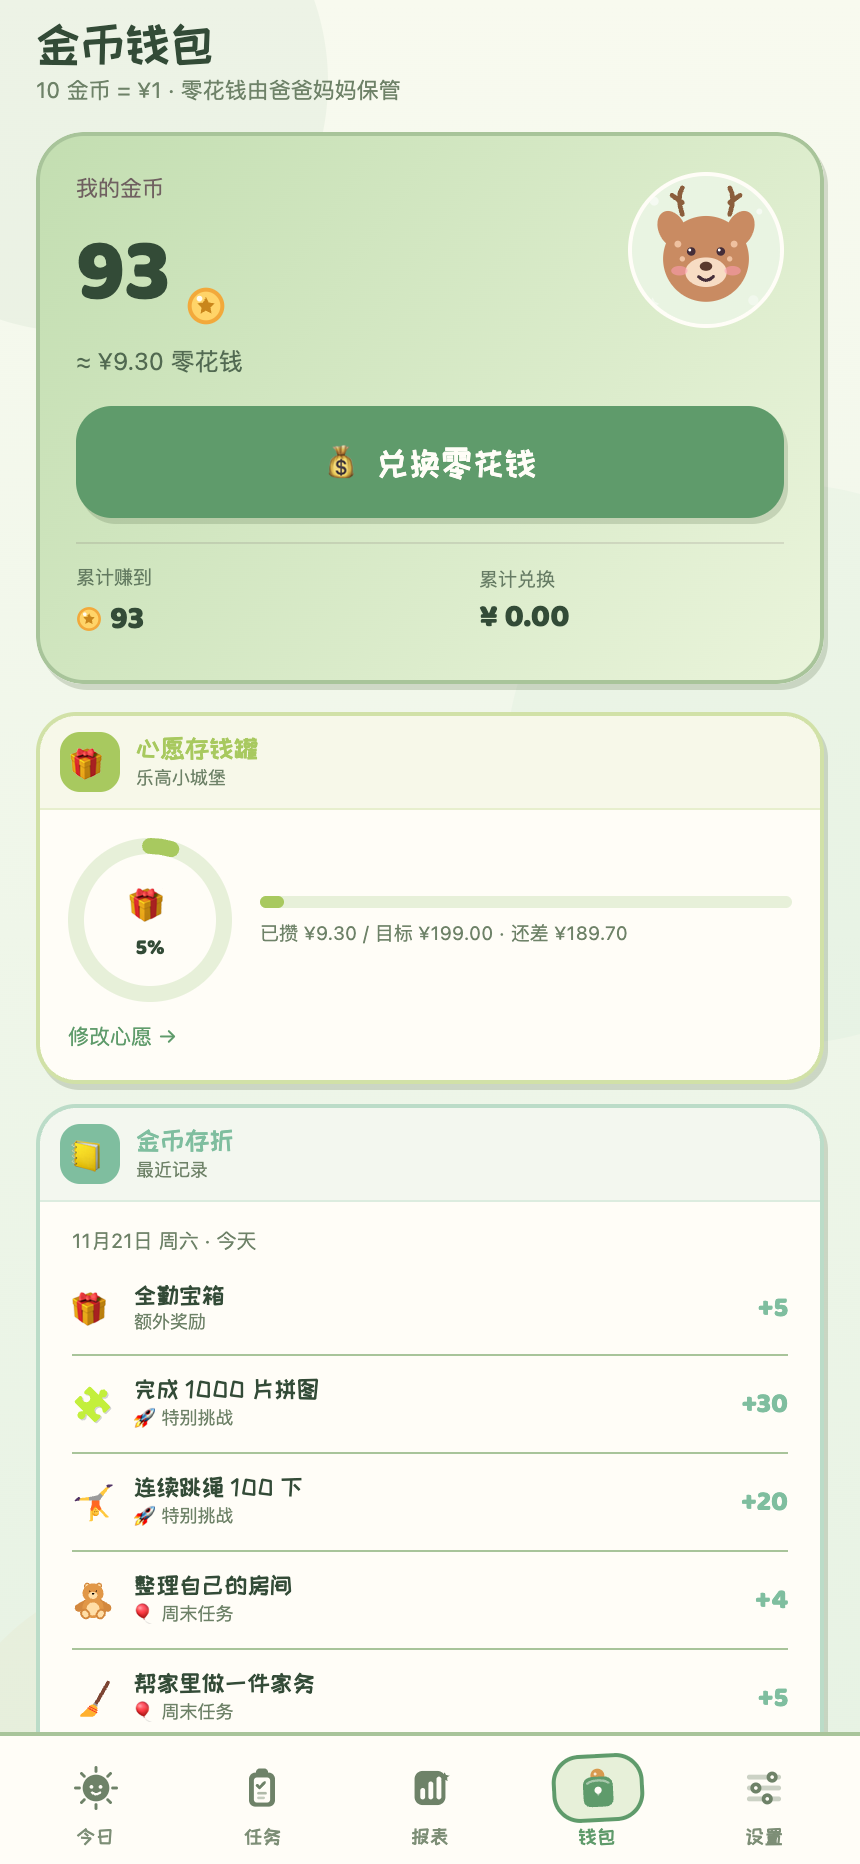 金币钱包
10 金币 = ¥1 · 零花钱由爸爸妈妈保管
我的金币
93
≈ ¥9.30 零花钱
兑换零花钱
累计赚到
93
累计兑换
¥ 0.00
心愿存钱罐
乐高小城堡
5%
已攒 ¥9.30 / 目标 ¥199.00 · 还差 ¥189.70
修改心愿 →
金币存折
最近记录
11月21日 周六 · 今天
全勤宝箱
额外奖励
+5
完成 1000 片拼图
特别挑战
+30
连续跳绳 100 下
特别挑战
+20
整理自己的房间
周末任务
+4
帮家里做一件家务
周末任务
+5
今日
任务
报表
钱包
设置